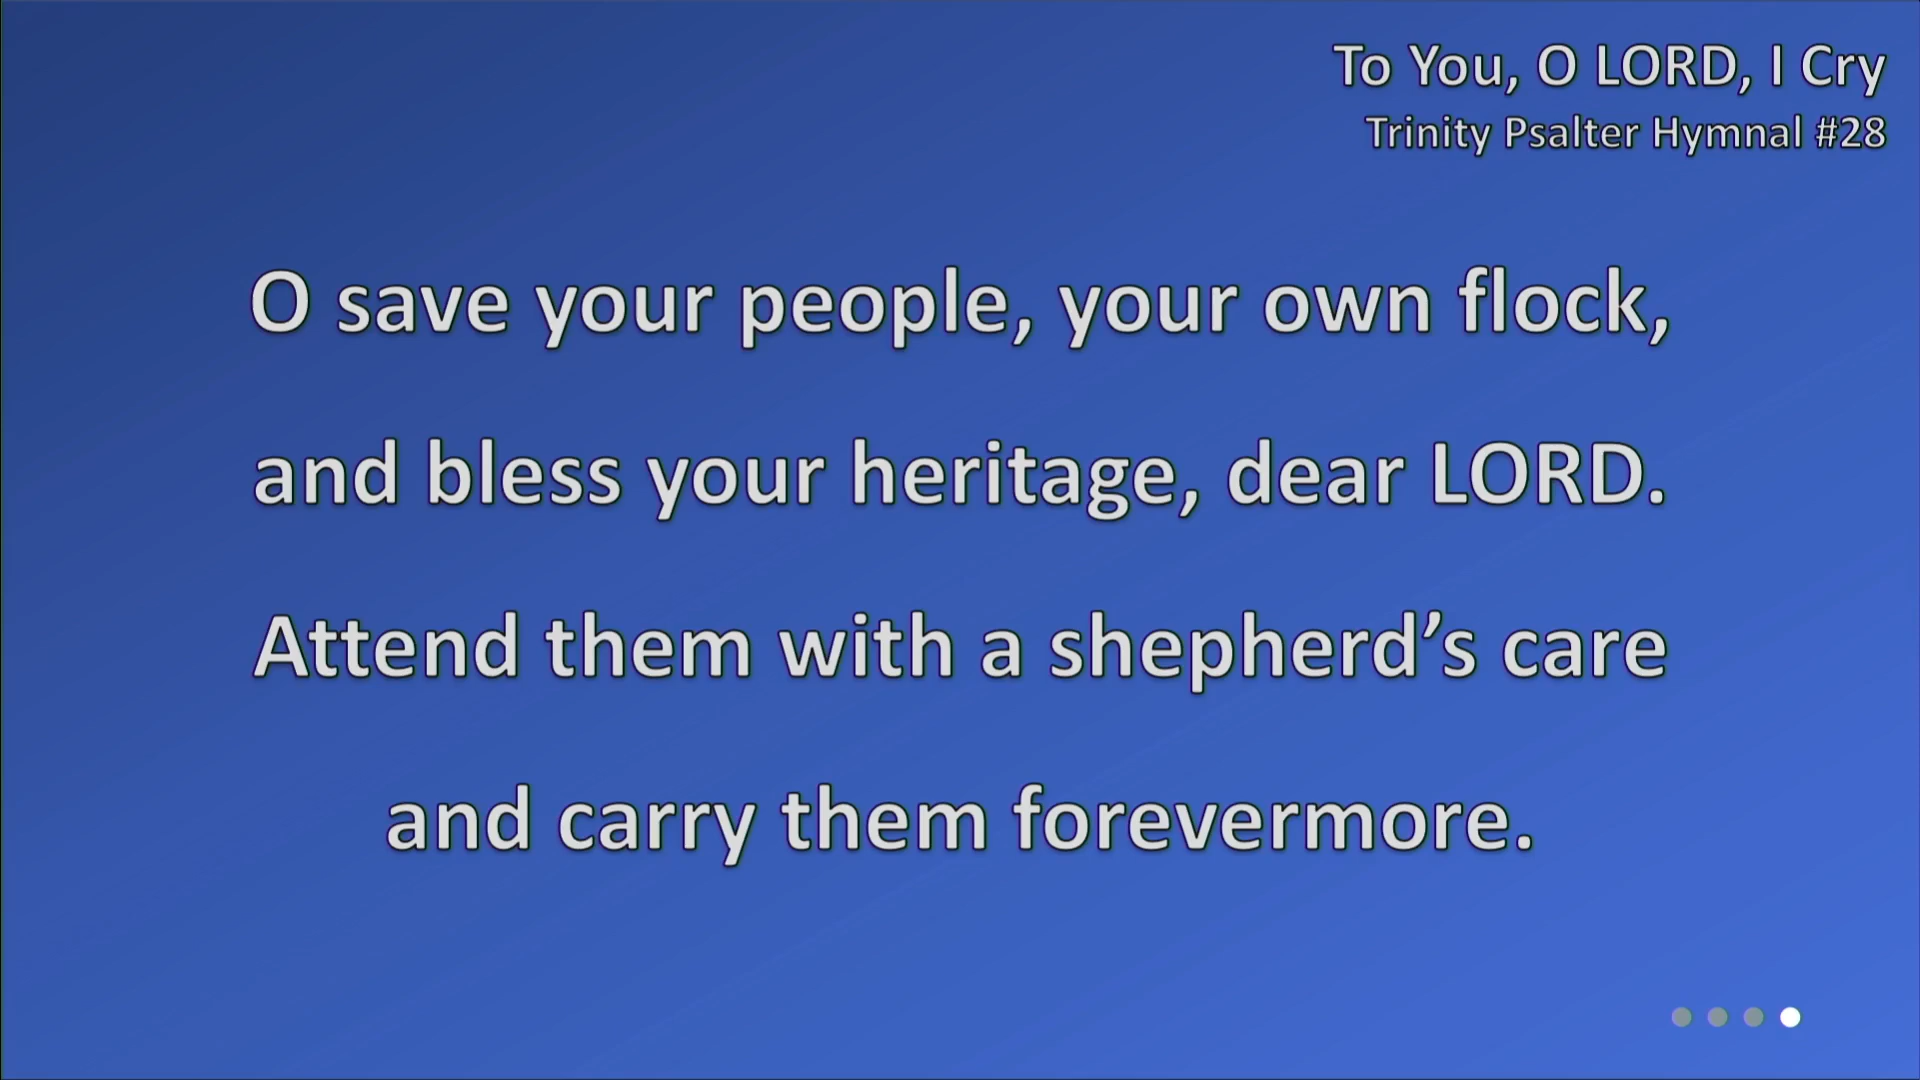 To You, O LORD, I Cry
Trinity Psalter Hymnal #28
O save your people, your own flock,
and bless your heritage, dear LORD.
Attend them with a shepherd’s care
and carry them forevermore.